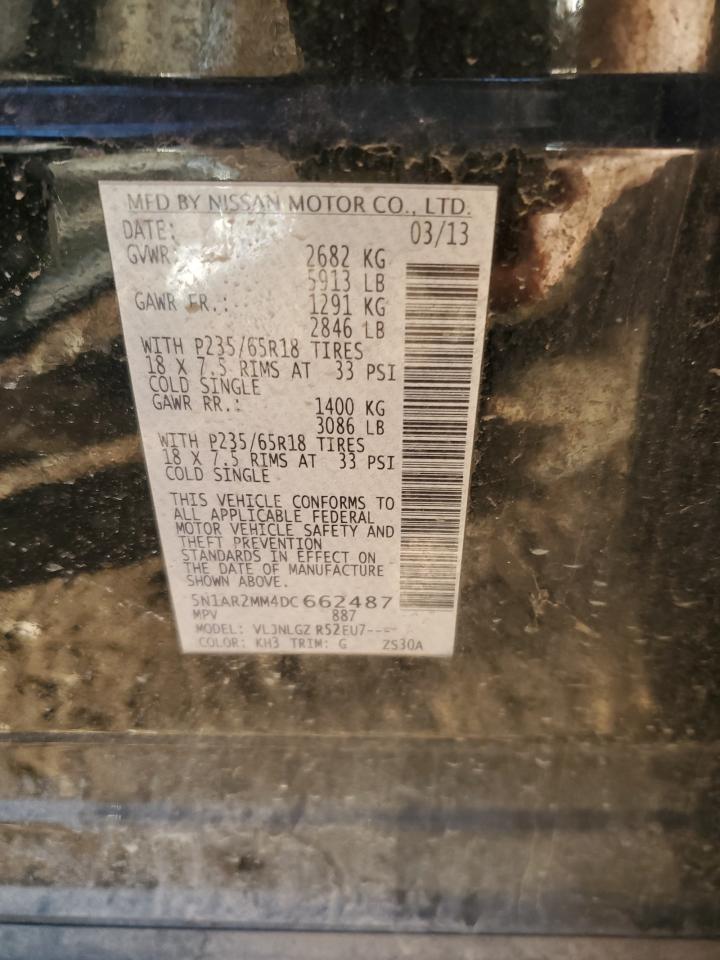 MFD BY NISSAN MOTOR CO., LTD.
DATE: 03/13
GVWR: 2682 KG
5913 LB
GAWR FR.: 1291 KG
2846 LB
WITH P235/65R18 TIRES
18 X 7.5 RIMS AT 33 PSI
COLD SINGLE
GAWR RR.: 1400 KG
3086 LB
WITH P235/65R18 TIRES
18 X 7.5 RIMS AT 33 PSI
COLD SINGLE
THIS VEHICLE CONFORMS TO
ALL APPLICABLE FEDERAL
MOTOR VEHICLE SAFETY AND
THEFT PREVENTION
STANDARDS IN EFFECT ON
THE DATE OF MANUFACTURE
SHOWN ABOVE.
5N1AR2MM4DC662487
MPV 887
MODEL: VLJNLGZ R52EU7---
COLOR: KH3 TRIM: G ZS30A